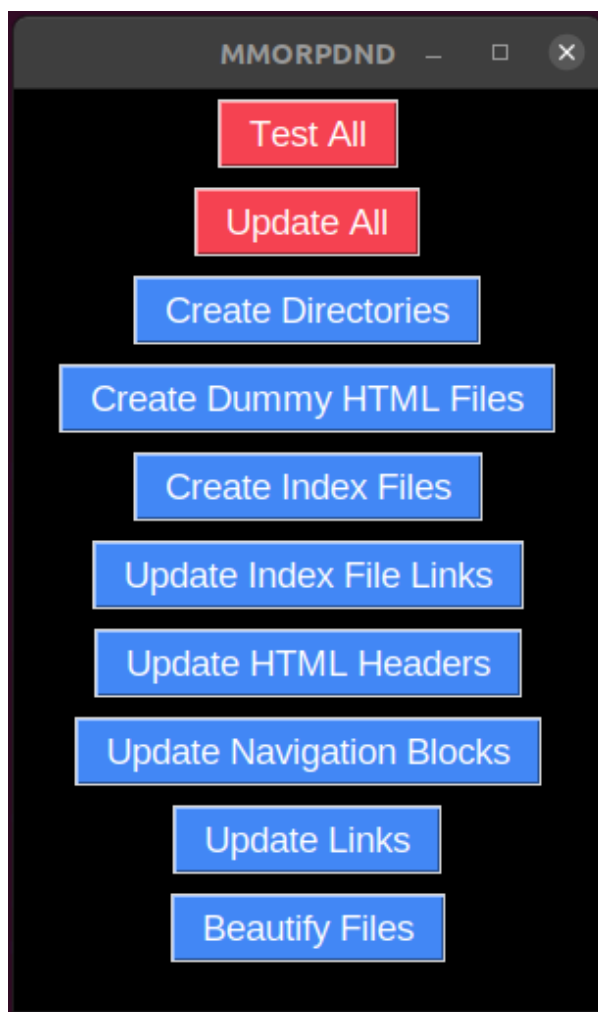 MMORPDND
Test All
Update All
Create Directories
Create Dummy HTML Files
Create Index Files
Update Index File Links
Update HTML Headers
Update Navigation Blocks
Update Links
Beautify Files